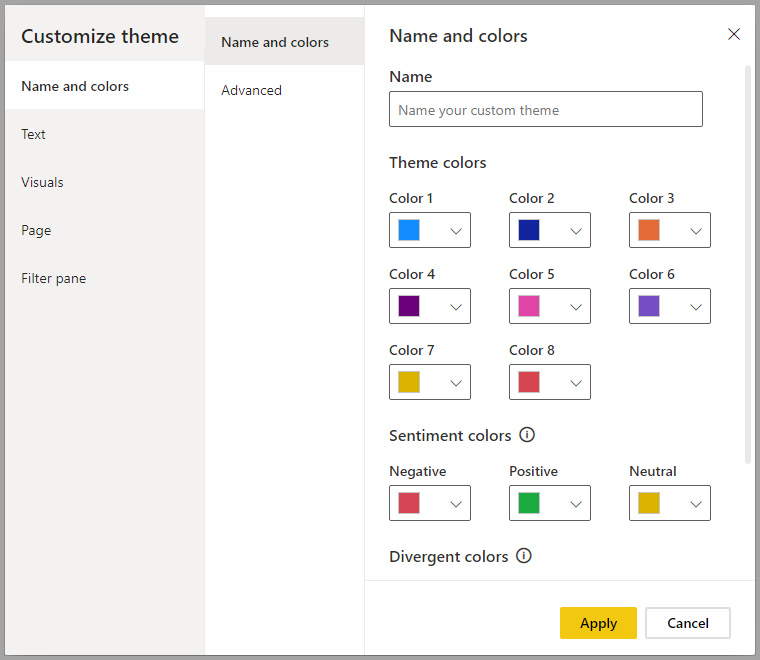 Customize theme
Name and colors
Text
Visuals
Page
Filter pane
Name and colors
Advanced
Name and colors
Name
Name your custom theme
Theme colors
Color 1 Color 2 Color 3
Color 4 Color 5 Color 6
Color 7 Color 8
Sentiment colors
Negative Positive Neutral
Divergent colors
Apply Cancel